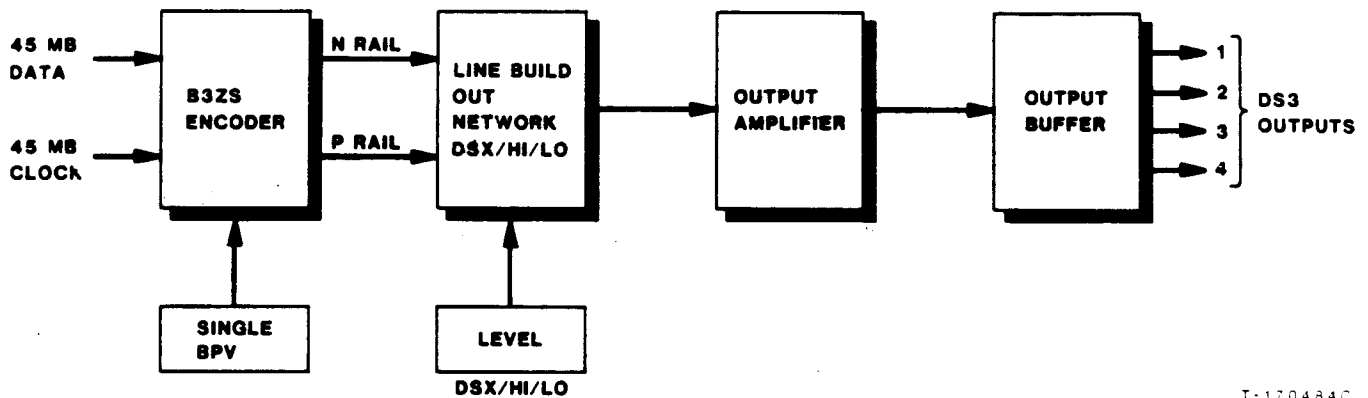 45 MB
DATA
45 MB
CLOCK
B3ZS
ENCODER
N RAIL
P RAIL
LINE BUILD
OUT
NETWORK
DSX/HI/LO
OUTPUT
AMPLIFIER
OUTPUT
BUFFER
1
2
3
4
DS3
OUTPUTS
SINGLE
BPV
LEVEL
DSX/HI/LO
T-170484C